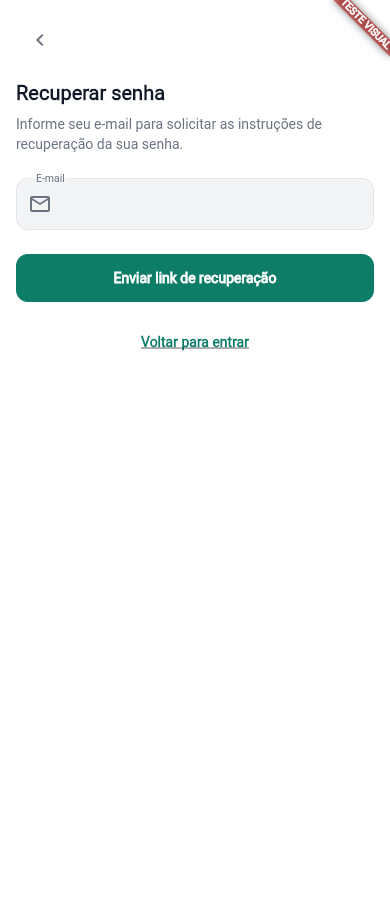 TESTE VISUAL
Recuperar senha
Informe seu e-mail para solicitar as instruções de
recuperação da sua senha.
E-mail
Enviar link de recuperação
Voltar para entrar